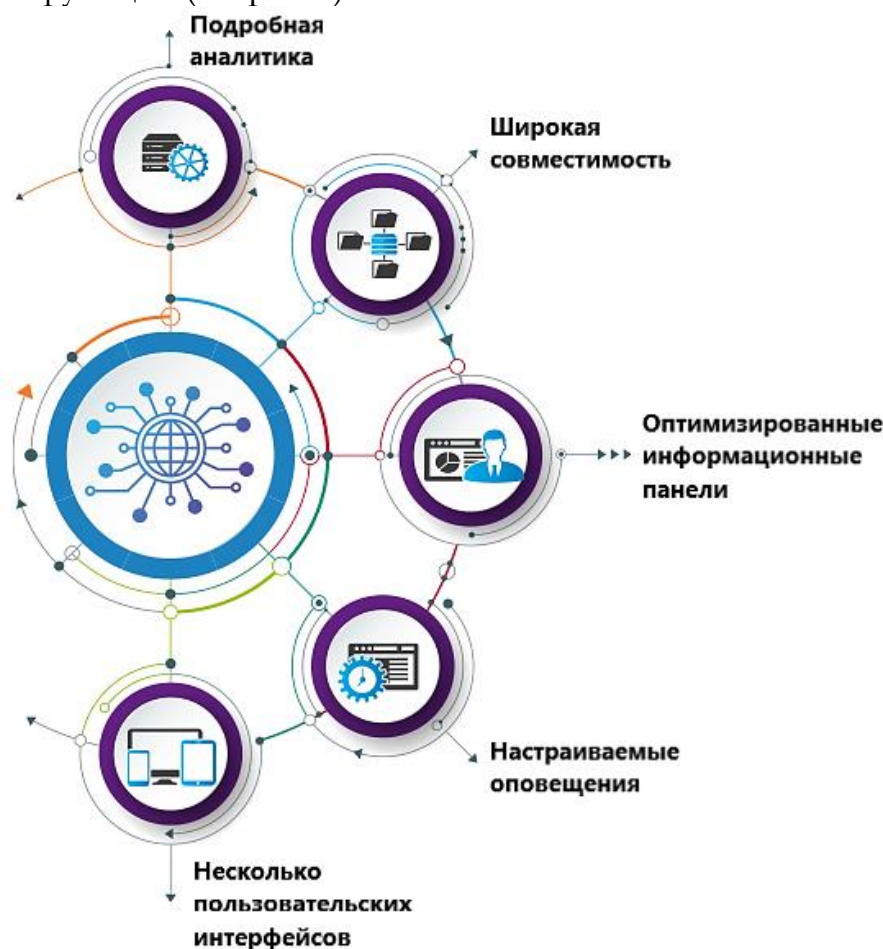 Подробная
аналитика
Широкая
совместимость
Оптимизированные
информационные
панели
Настраиваемые
оповещения
Несколько
пользовательских
интерфейсов